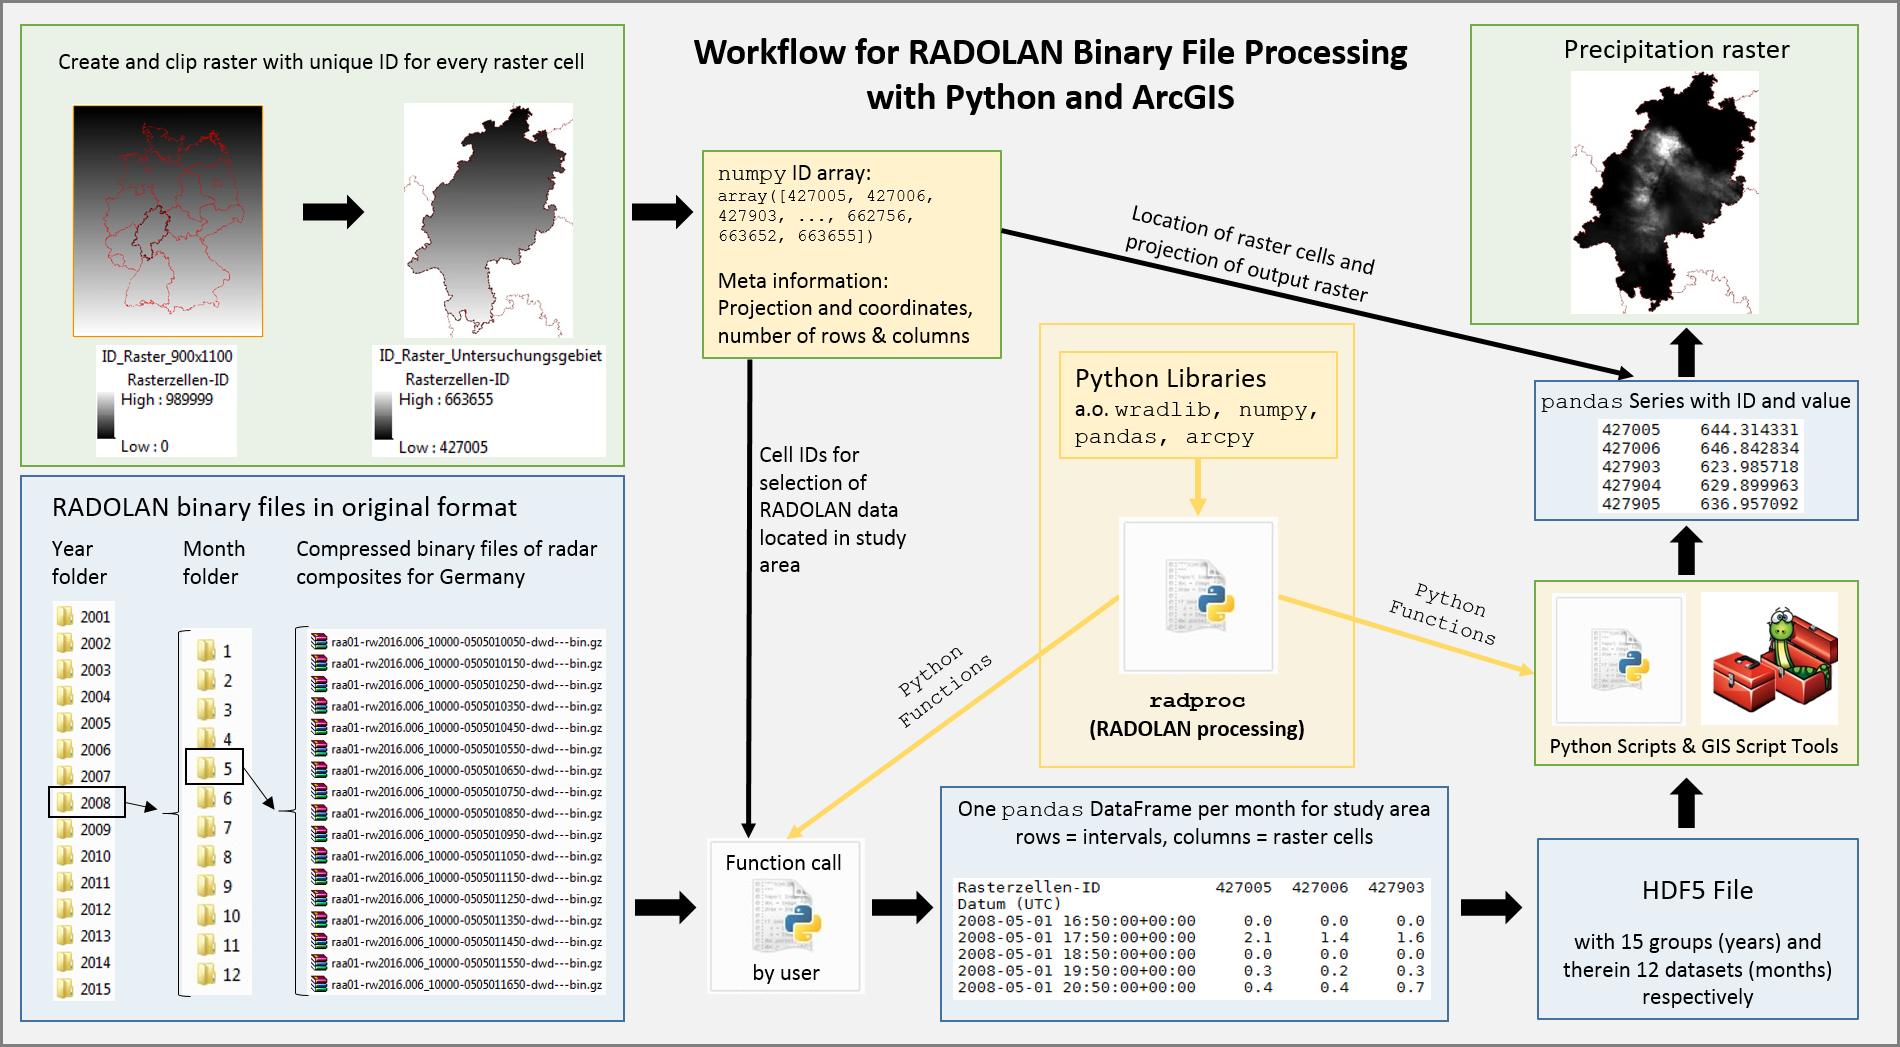 Workflow for RADOLAN Binary File Processing
with Python and ArcGIS
Create and clip raster with unique ID for every raster cell
ID_Raster_900x1100
Rasterzellen-ID
High : 989999
Low : 0
ID_Raster_Untersuchungsgebiet
Rasterzellen-ID
High : 663655
Low : 427005
numpy ID array:
array([427005, 427006,
427903, ..., 662756,
663652, 663655])
Meta information:
Projection and coordinates,
number of rows & columns
Location of raster cells and
projection of output raster
Precipitation raster
pandas Series with ID and value
427005 644.314331
427006 646.842834
427903 623.985718
427904 629.899963
427905 636.957092
Python Libraries
a.o. wradlib, numpy,
pandas, arcpy
radproc
(RADOLAN processing)
Cell IDs for
selection of
RADOLAN data
located in study
area
Python
Functions
Python
Functions
Python Scripts & GIS Script Tools
RADOLAN binary files in original format
Year
folder
Month
folder
Compressed binary files of radar
composites for Germany
2001
2002
2003
2004
2005
2006
2007
2008
2009
2010
2011
2012
2013
2014
2015
1
2
3
4
5
6
7
8
9
10
11
12
raa01-rw2016.006_10000-0505010050-dwd---bin.gz
raa01-rw2016.006_10000-0505010150-dwd---bin.gz
raa01-rw2016.006_10000-0505010250-dwd---bin.gz
raa01-rw2016.006_10000-0505010350-dwd---bin.gz
raa01-rw2016.006_10000-0505010450-dwd---bin.gz
raa01-rw2016.006_10000-0505010550-dwd---bin.gz
raa01-rw2016.006_10000-0505010650-dwd---bin.gz
raa01-rw2016.006_10000-0505010750-dwd---bin.gz
raa01-rw2016.006_10000-0505010850-dwd---bin.gz
raa01-rw2016.006_10000-0505010950-dwd---bin.gz
raa01-rw2016.006_10000-0505011050-dwd---bin.gz
raa01-rw2016.006_10000-0505011150-dwd---bin.gz
raa01-rw2016.006_10000-0505011250-dwd---bin.gz
raa01-rw2016.006_10000-0505011350-dwd---bin.gz
raa01-rw2016.006_10000-0505011450-dwd---bin.gz
raa01-rw2016.006_10000-0505011550-dwd---bin.gz
raa01-rw2016.006_10000-0505011650-dwd---bin.gz
Function call
by user
One pandas DataFrame per month for study area
rows = intervals, columns = raster cells
Rasterzellen-ID 427005 427006 427903
Datum (UTC)
2008-05-01 16:50:00+00:00 0.0 0.0 0.0
2008-05-01 17:50:00+00:00 2.1 1.4 1.6
2008-05-01 18:50:00+00:00 0.0 0.0 0.0
2008-05-01 19:50:00+00:00 0.3 0.2 0.3
2008-05-01 20:50:00+00:00 0.4 0.4 0.7
HDF5 File
with 15 groups (years) and
therein 12 datasets (months)
respectively